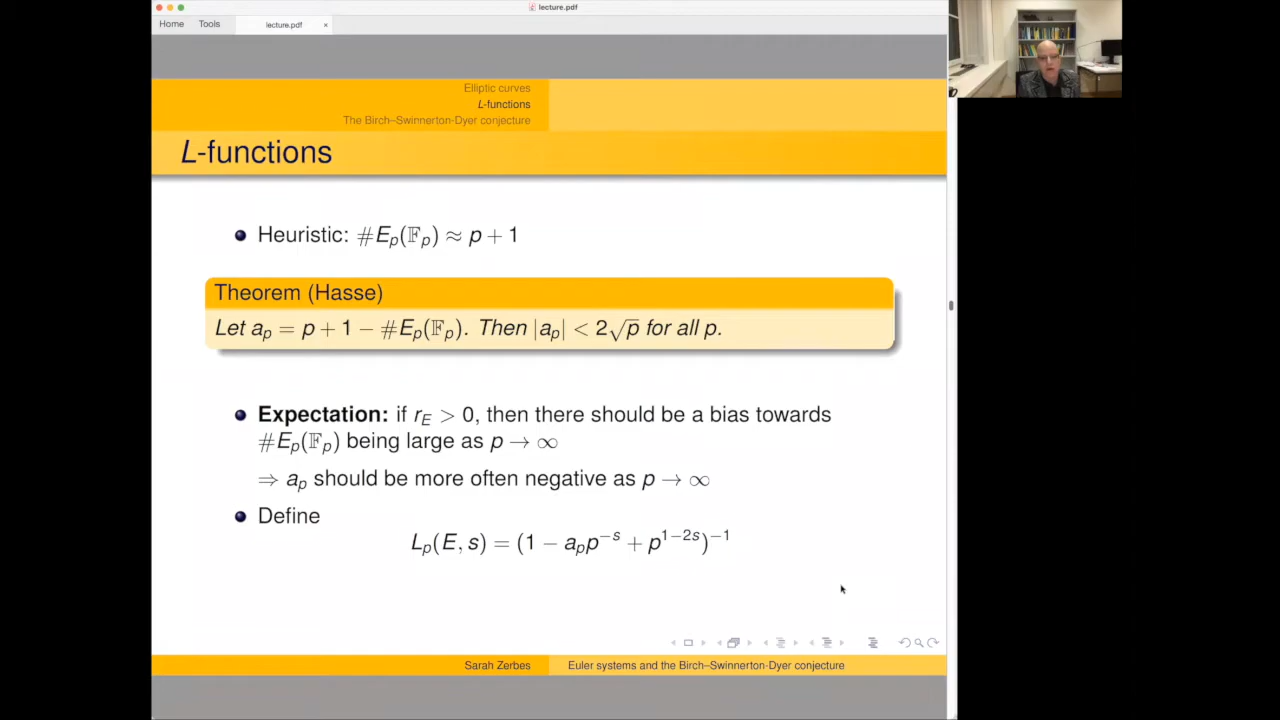 lecture.pdf
Home Tools lecture.pdf ×
Elliptic curves
L-functions
The Birch–Swinnerton-Dyer conjecture
L-functions
Heuristic: #E_p(𝔽_p) ≈ p + 1
Theorem (Hasse)
Let a_p = p + 1 − #E_p(𝔽_p). Then |a_p| < 2√p for all p.
Expectation: if r_E > 0, then there should be a bias towards
#E_p(𝔽_p) being large as p → ∞
⇒ a_p should be more often negative as p → ∞
Define
L_p(E, s) = (1 − a_p p^{−s} + p^{1−2s})^{−1}
Sarah Zerbes Euler systems and the Birch–Swinnerton-Dyer conjecture